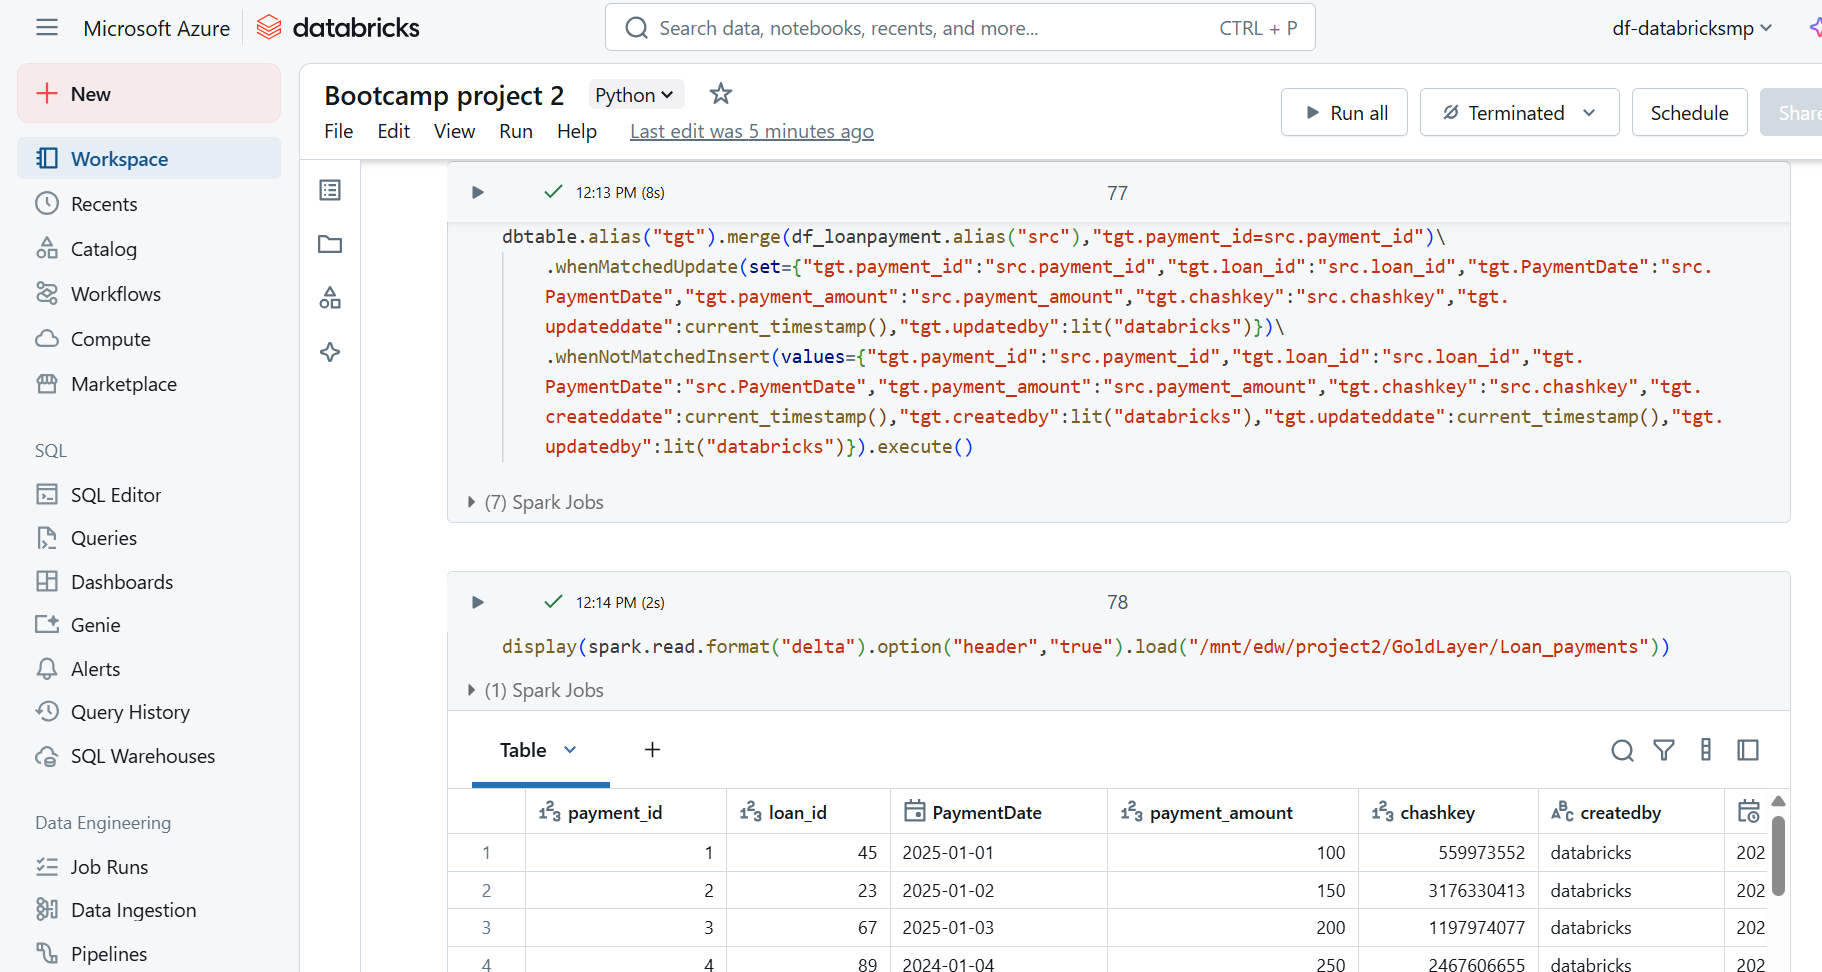 Microsoft Azure
databricks
Search data, notebooks, recents, and more...
CTRL + P
df-databricksmp
New
Workspace
Recents
Catalog
Workflows
Compute
Marketplace
SQL
SQL Editor
Queries
Dashboards
Genie
Alerts
Query History
SQL Warehouses
Data Engineering
Job Runs
Data Ingestion
Pipelines
Bootcamp project 2
Python
File Edit View Run Help Last edit was 5 minutes ago
Run all
Terminated
Schedule
Share
12:13 PM (8s)
77
dbtable.alias("tgt").merge(df_loanpayment.alias("src"),"tgt.payment_id=src.payment_id")\
.whenMatchedUpdate(set={"tgt.payment_id":"src.payment_id","tgt.loan_id":"src.loan_id","tgt.PaymentDate":"src.
PaymentDate","tgt.payment_amount":"src.payment_amount","tgt.chashkey":"src.chashkey","tgt.
updateddate":current_timestamp(),"tgt.updatedby":lit("databricks")})\
.whenNotMatchedInsert(values={"tgt.payment_id":"src.payment_id","tgt.loan_id":"src.loan_id","tgt.
PaymentDate":"src.PaymentDate","tgt.payment_amount":"src.payment_amount","tgt.chashkey":"src.chashkey","tgt.
createddate":current_timestamp(),"tgt.createdby":lit("databricks"),"tgt.updateddate":current_timestamp(),"tgt.
updatedby":lit("databricks")}).execute()
(7) Spark Jobs
12:14 PM (2s)
78
display(spark.read.format("delta").option("header","true").load("/mnt/edw/project2/GoldLayer/Loan_payments"))
(1) Spark Jobs
Table
payment_id loan_id PaymentDate payment_amount chashkey createdby
1 1 45 2025-01-01 100 559973552 databricks 202
2 2 23 2025-01-02 150 3176330413 databricks 202
3 3 67 2025-01-03 200 1197974077 databricks 202
4 4 89 2024-01-04 250 2467606655 databricks 202